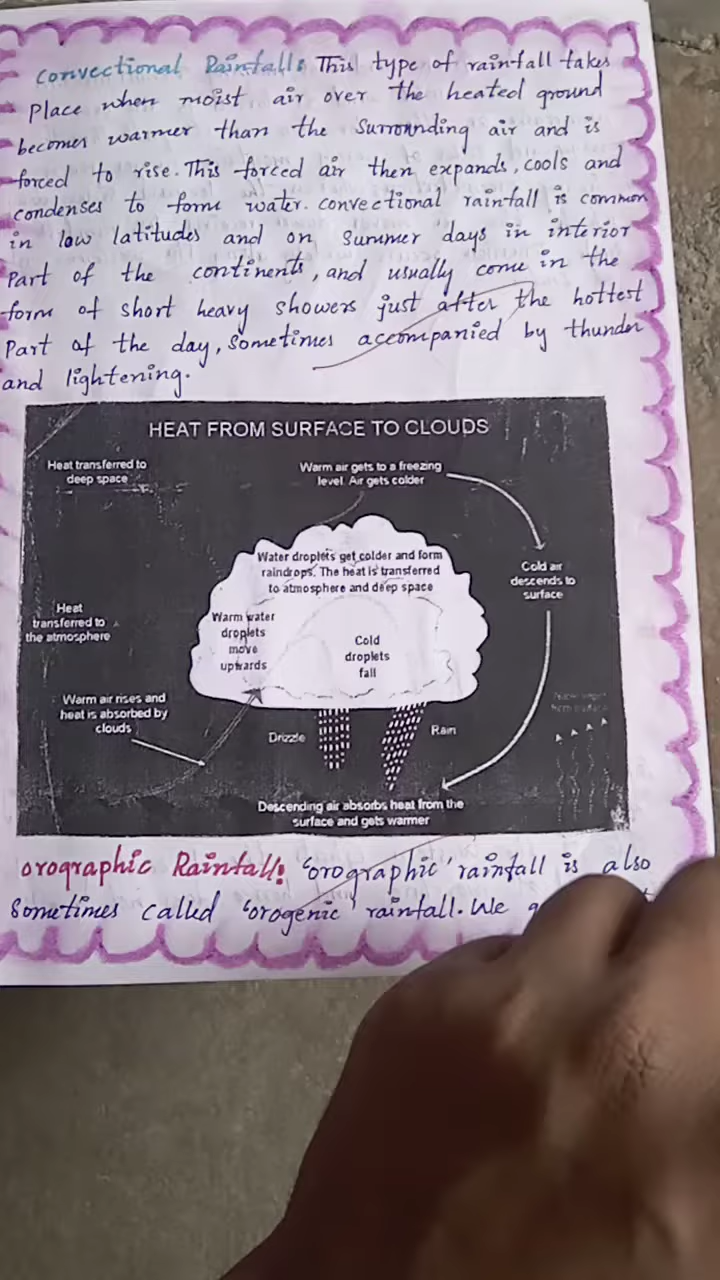 Convectional Rainfall: This type of rainfall takes
Place when moist air over the heated ground
becomes warmer than the Surrounding air and is
forced to rise. This forced air then expands, cools and
condenses to form water. convectional rainfall is common
in low latitudes and on Summer days in interior
Part of the continents, and usually come in the
form of short heavy showers just after the hottest
Part of the day, Sometimes accompanied by thunder
and lightening.
HEAT FROM SURFACE TO CLOUDS
Heat transferred to
deep space
Warm air gets to a freezing
level. Air gets colder
Water droplets get colder and form
raindrops. The heat is transferred
to atmosphere and deep space
Cold air
descends to
surface
Heat
transferred to
the atmosphere
Warm water
droplets
move
upwards
Cold
droplets
fall
Warm air rises and
heat is absorbed by
clouds
Drizzle
Rain
Descending air absorbs heat from the
surface and gets warmer
orographic Rainfall: 'orographic' rainfall is also
Sometimes called 'orogenic' rainfall. We